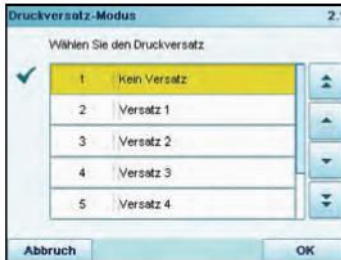 Druckversatz-Modus 2.
Wählen Sie den Druckversatz
1 Kein Versatz
2 Versatz 1
3 Versatz 2
4 Versatz 3
5 Versatz 4
Abbruch OK